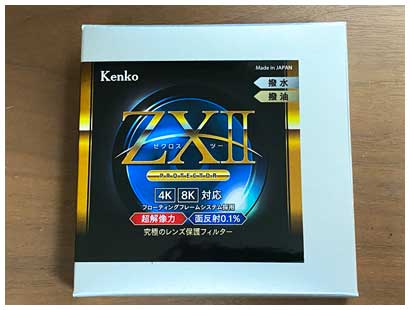 Made in JAPAN
Kenko
撥水
撥油
ZXII
ゼクロス ツー
PROTECTOR
4K 8K 対応
フローティングフレームシステム採用
超解像力 面反射0.1%
究極のレンズ保護フィルター